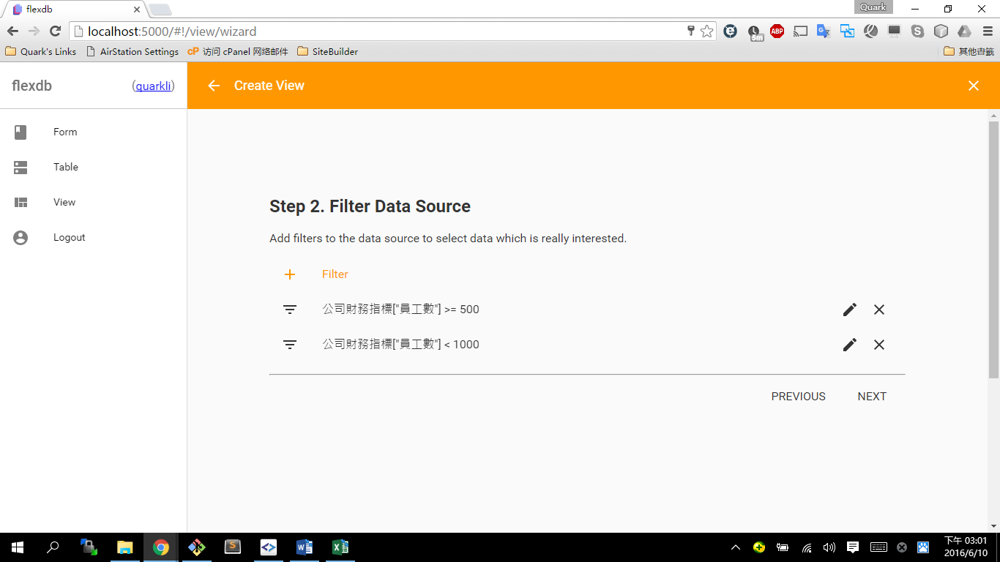 flexdb
Quark
localhost:5000/#!/view/wizard
5m
ABP
Quark's Links
AirStation Settings
cP 访问 cPanel 网络邮件
SiteBuilder
其他書籤
flexdb (quarkli)
Create View
Form
Table
View
Logout
Step 2. Filter Data Source
Add filters to the data source to select data which is really interested.
Filter
公司財務指標["員工數"] >= 500
公司財務指標["員工數"] < 1000
PREVIOUS NEXT
下午 03:01
2016/6/10